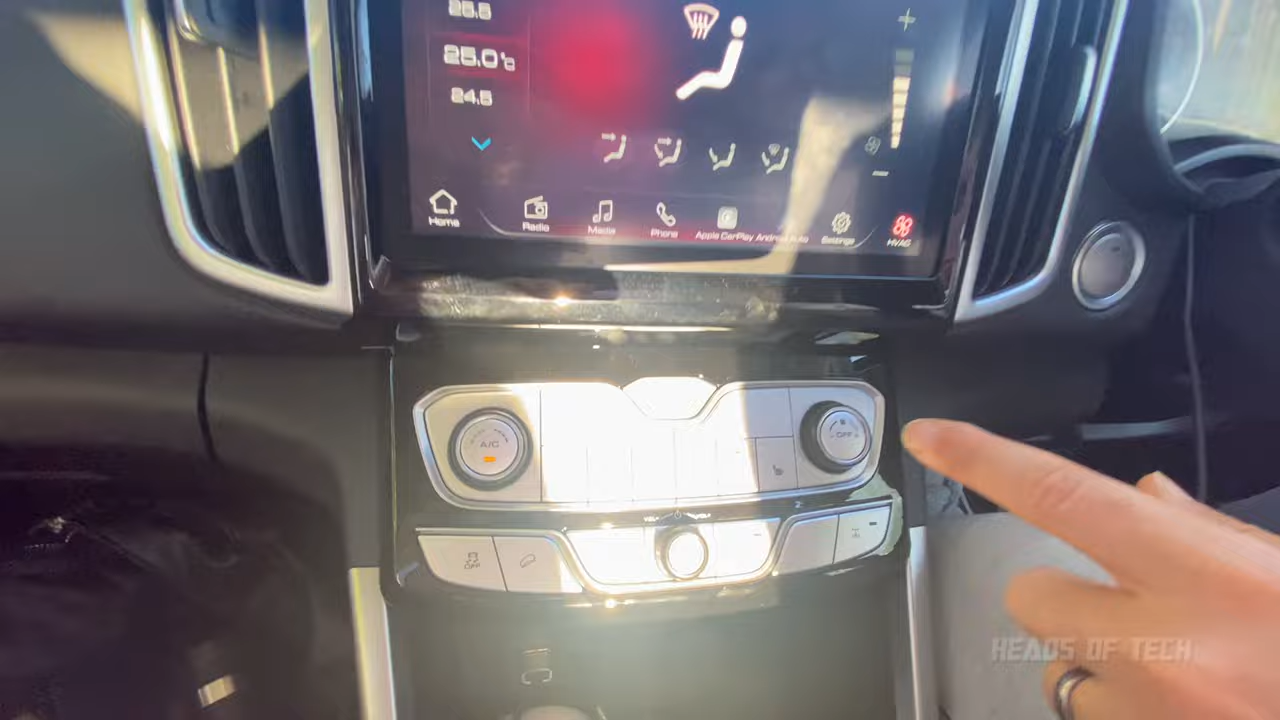 25.5
25.0°c
24.5
Home
Radio
Media
Phone
Apple CarPlay Android Auto
Settings
HVAC
A/C
OFF
OFF
HEADS OF TECH